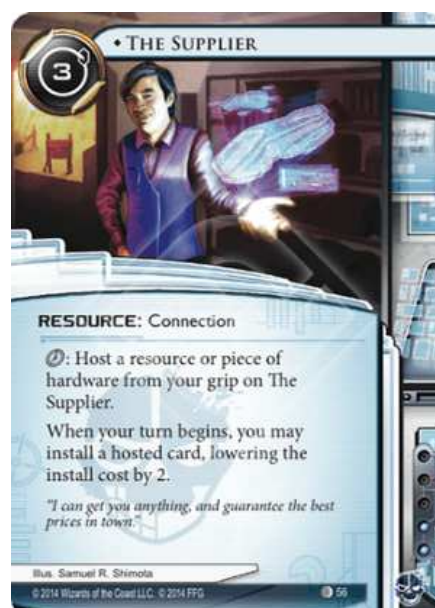 3
THE SUPPLIER
RESOURCE: Connection
: Host a resource or piece of
hardware from your grip on The
Supplier.
When your turn begins, you may
install a hosted card, lowering the
install cost by 2.
"I can get you anything, and guarantee the best
prices in town."
Illus. Samuel R. Shimota
© 2014 Wizards of the Coast LLC. © 2014 FFG
56